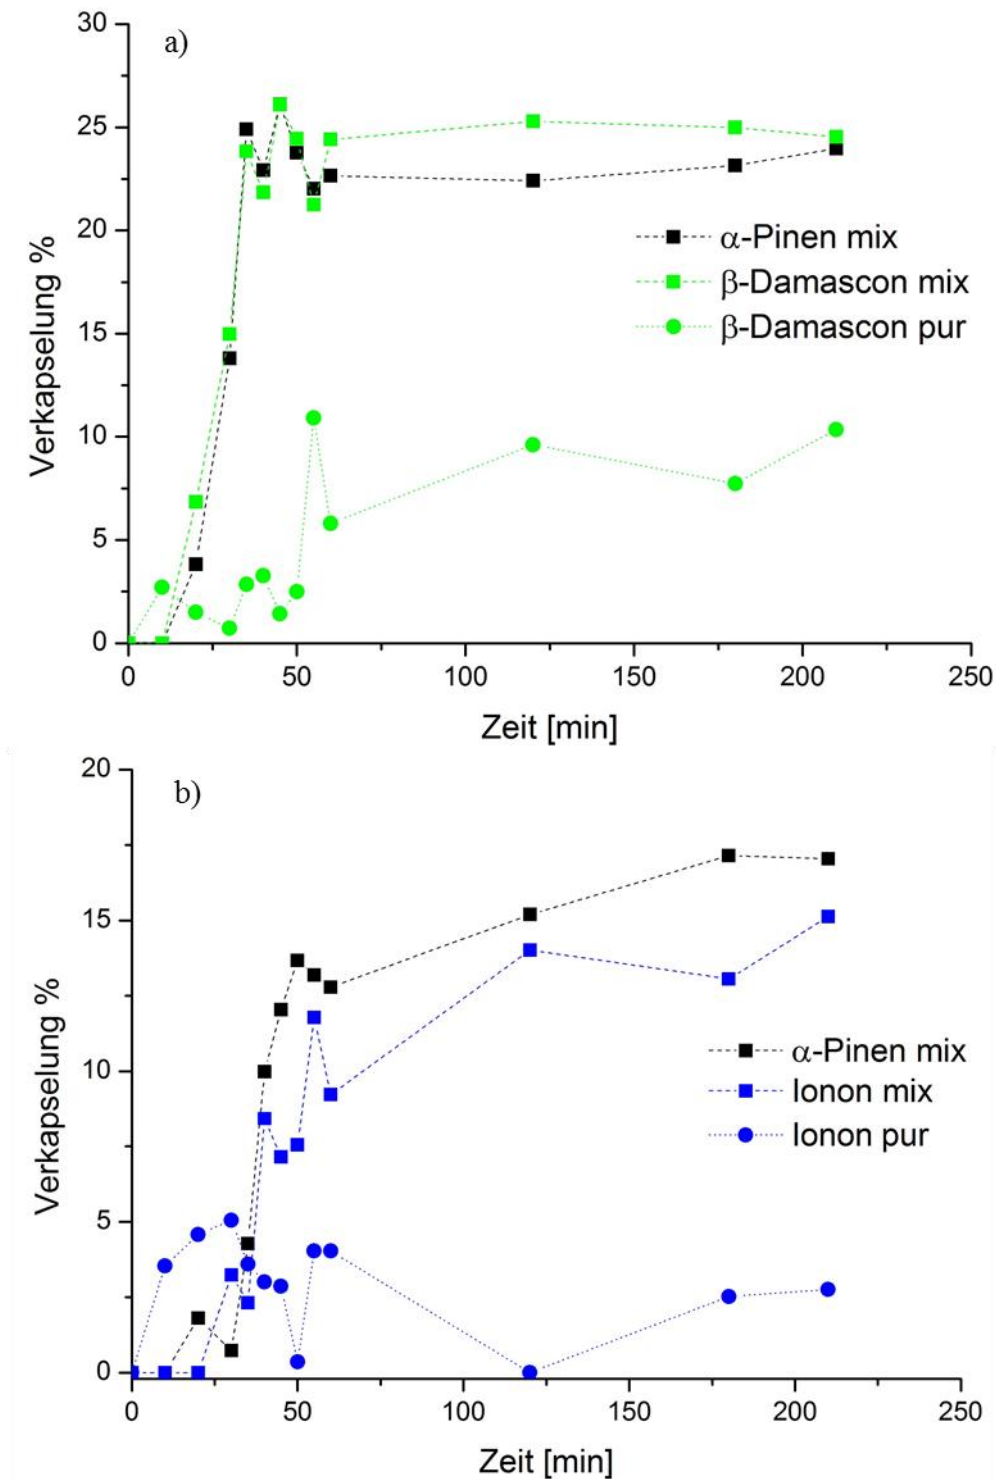 a)
30
25
20
15
10
5
0
Verkapselung %
α-Pinen mix
β-Damascon mix
β-Damascon pur
0 50 100 150 200 250
Zeit [min]
b)
20
15
10
5
0
Verkapselung %
α-Pinen mix
Ionon mix
Ionon pur
0 50 100 150 200 250
Zeit [min]